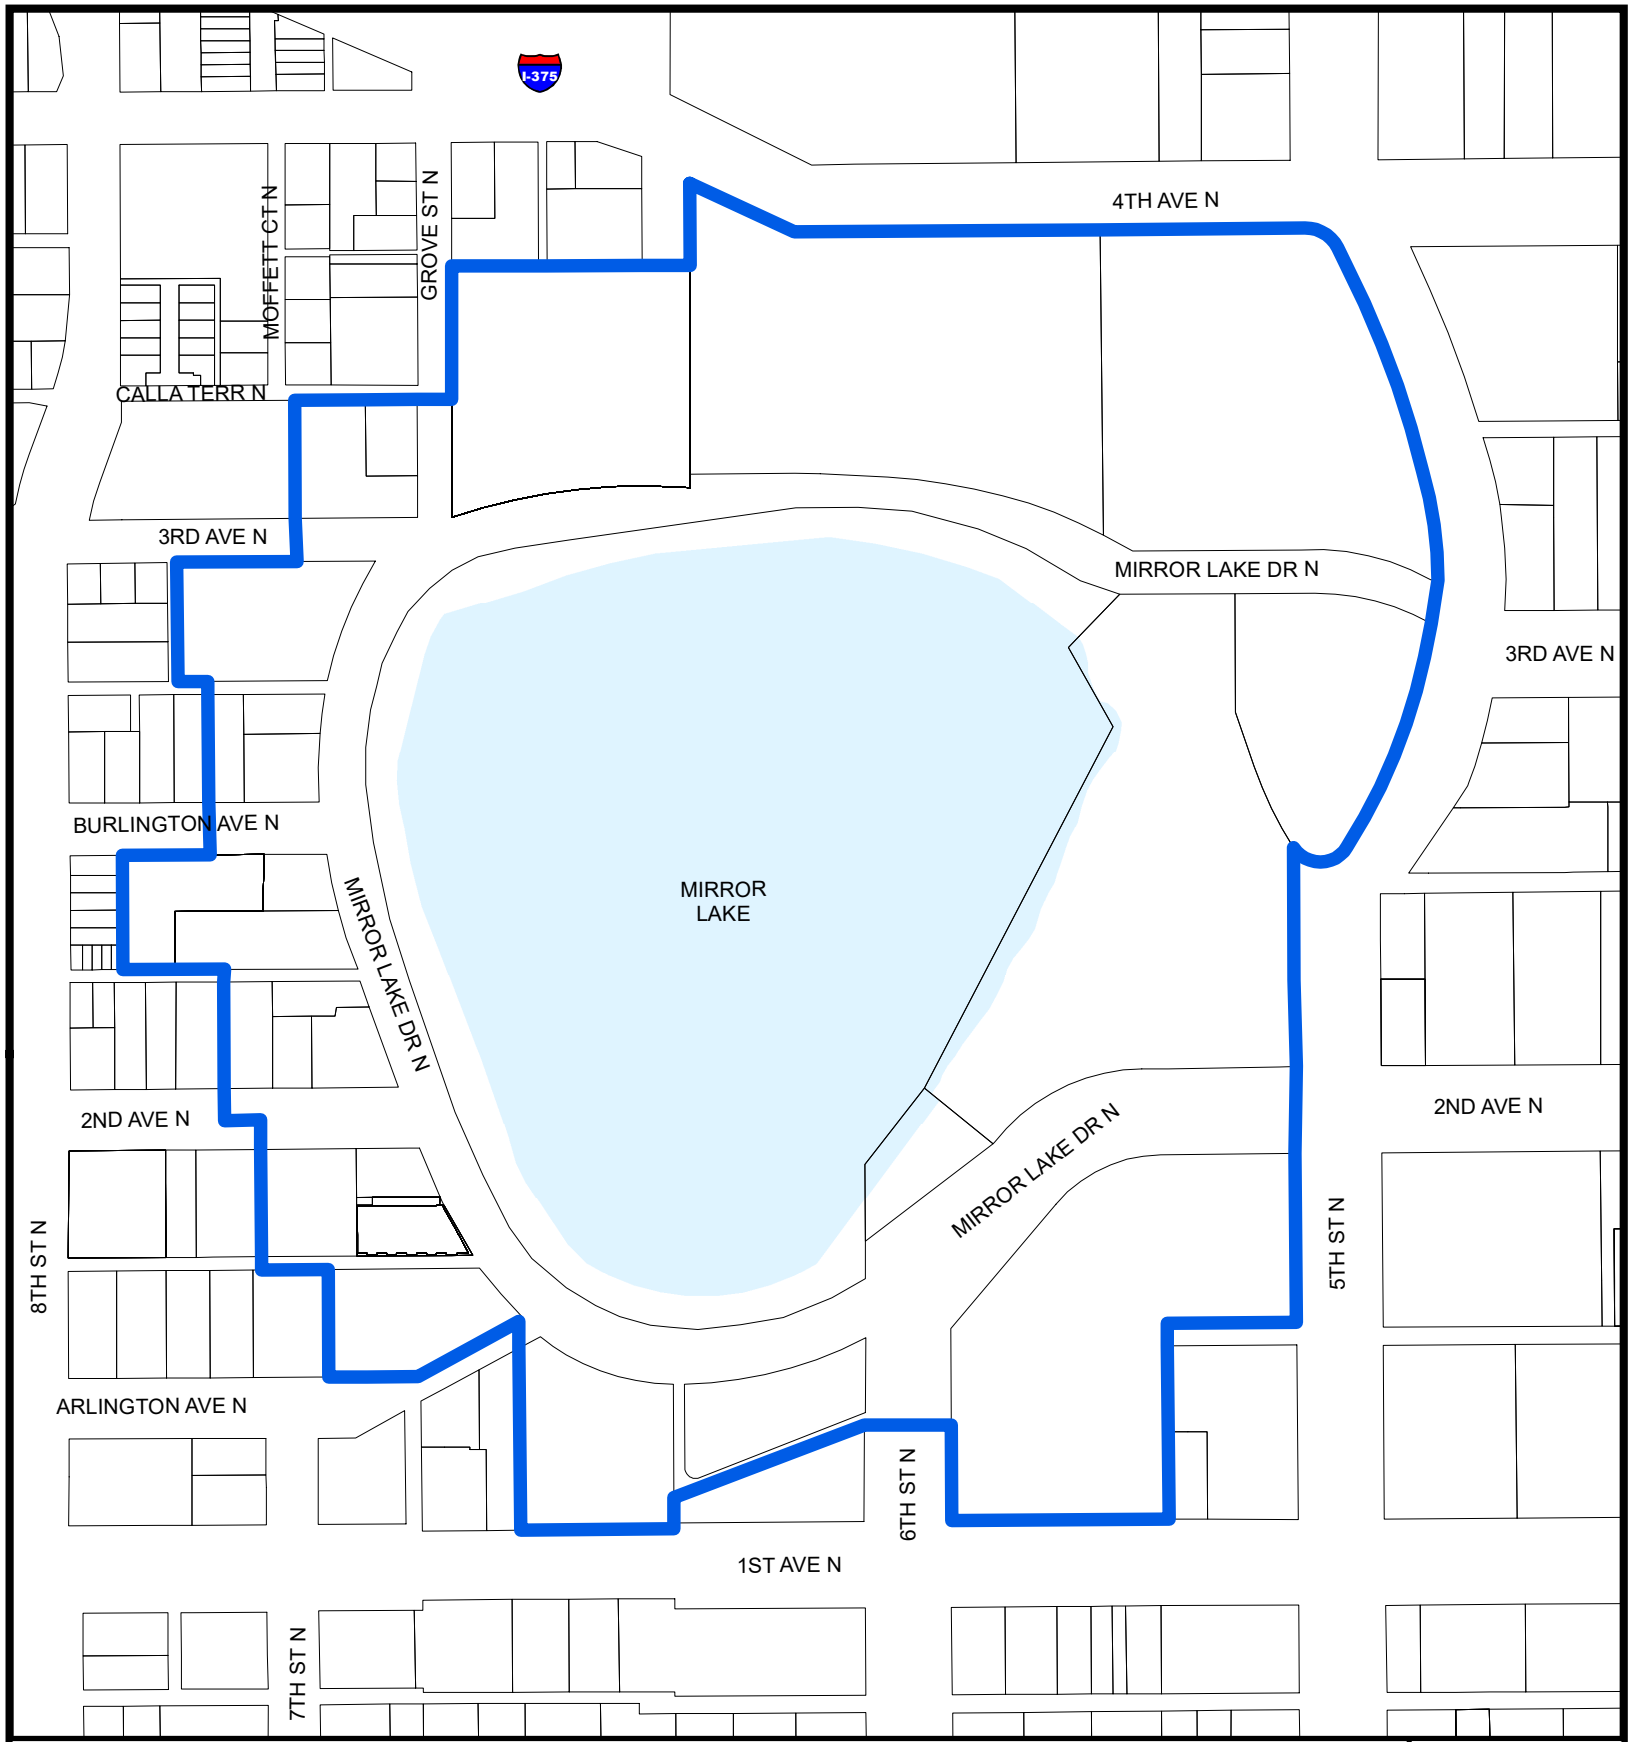 I-375
4TH AVE N
MOFFETT CT N
GROVE ST N
CALLA TERR N
3RD AVE N
MIRROR LAKE DR N
3RD AVE N
BURLINGTON AVE N
MIRROR
LAKE
MIRROR LAKE DR N
2ND AVE N
MIRROR LAKE DR N
2ND AVE N
8TH ST N
5TH ST N
ARLINGTON AVE N
6TH ST N
1ST AVE N
7TH ST N